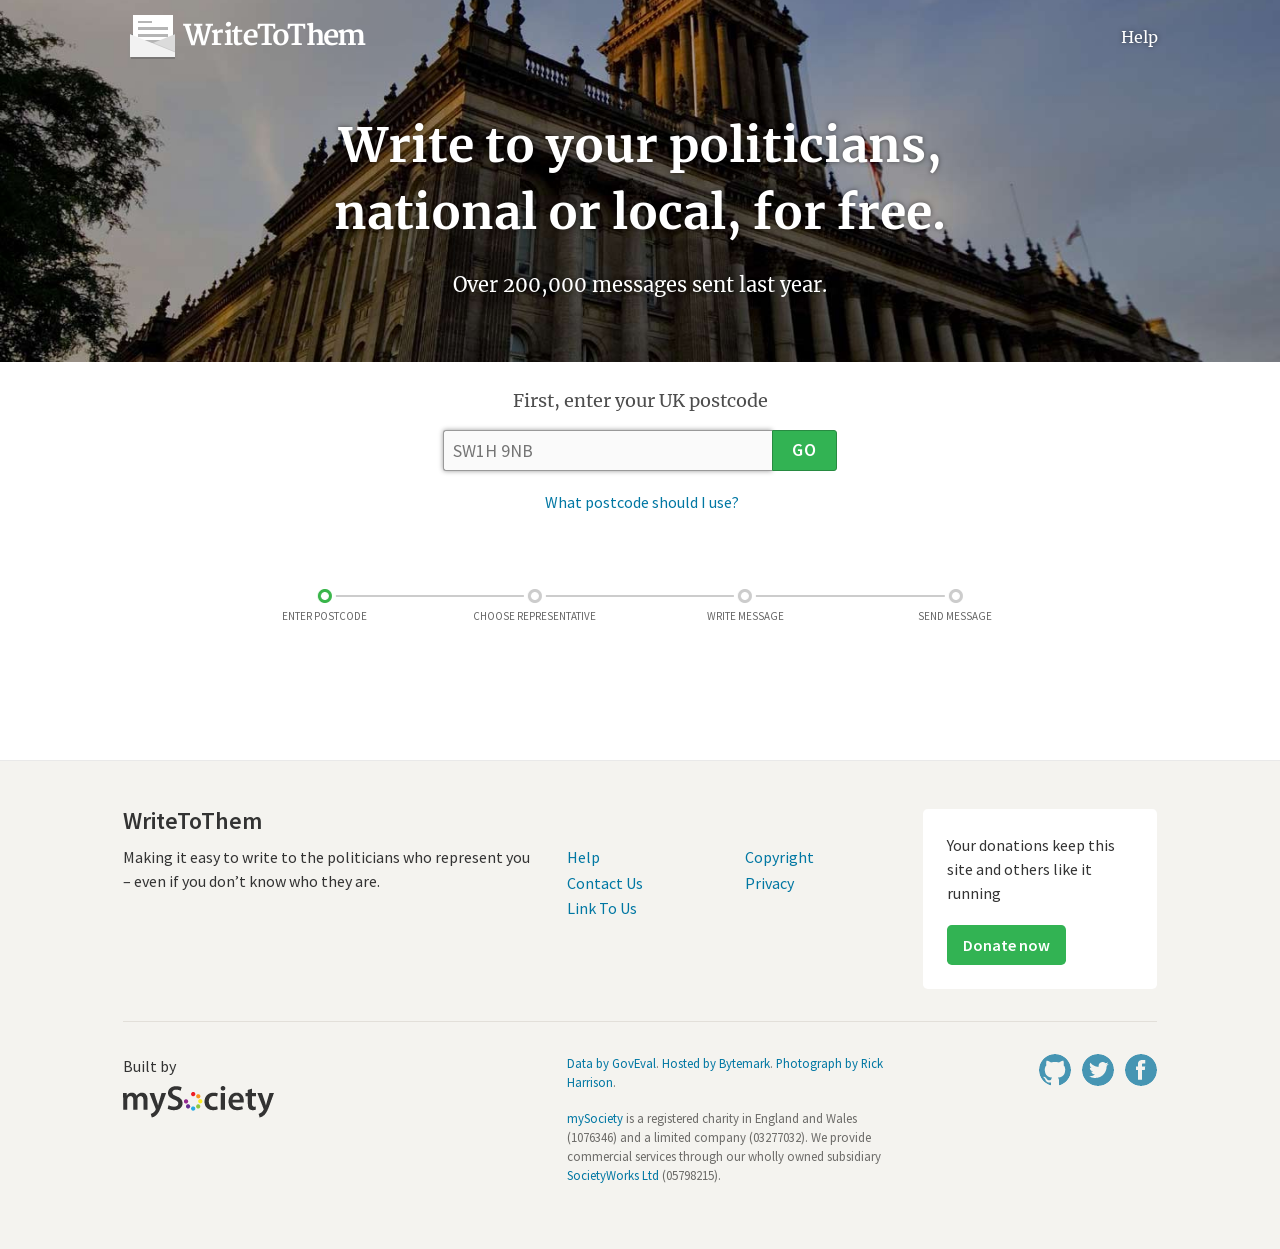 WriteToThem
Help
Write to your politicians,
national or local, for free.
Over 200,000 messages sent last year.
First, enter your UK postcode
SW1H 9NB
GO
What postcode should I use?
ENTER POSTCODE
CHOOSE REPRESENTATIVE
WRITE MESSAGE
SEND MESSAGE
WriteToThem
Making it easy to write to the politicians who represent you
– even if you don’t know who they are.
Help
Contact Us
Link To Us
Copyright
Privacy
Your donations keep this
site and others like it
running
Donate now
Built by
mySociety
Data by GovEval. Hosted by Bytemark. Photograph by Rick
Harrison.
mySociety is a registered charity in England and Wales
(1076346) and a limited company (03277032). We provide
commercial services through our wholly owned subsidiary
SocietyWorks Ltd (05798215).